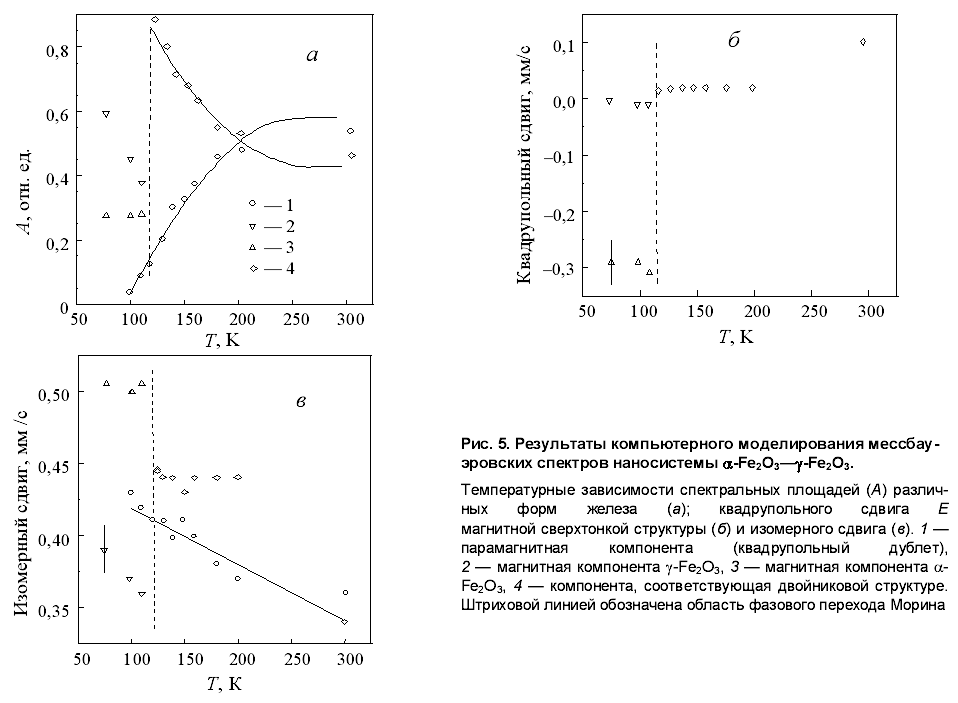 0,8
0,6
0,4
0,2
0
А, отн. ед.
а
— 1
— 2
— 3
— 4
50 100 150 200 250 300
T, K
0,1
0,0
–0,1
–0,2
–0,3
Квадрупольный сдвиг, мм/с
б
50 100 150 200 250 300
T, K
0,50
0,45
0,40
0,35
Изомерный сдвиг, мм /с
в
50 100 150 200 250 300
T, К
Рис. 5. Результаты компьютерного моделирования мессбау-
эровских спектров наносистемы α-Fe₂O₃—γ-Fe₂O₃.
Температурные зависимости спектральных площадей (А) различ-
ных форм железа (а); квадрупольного сдвига Е
магнитной сверхтонкой структуры (б) и изомерного сдвига (в). 1 —
парамагнитная компонента (квадрупольный дублет),
2 — магнитная компонента γ-Fe₂O₃, 3 — магнитная компонента α-
Fe₂O₃, 4 — компонента, соответствующая двойниковой структуре.
Штриховой линией обозначена область фазового перехода Морина